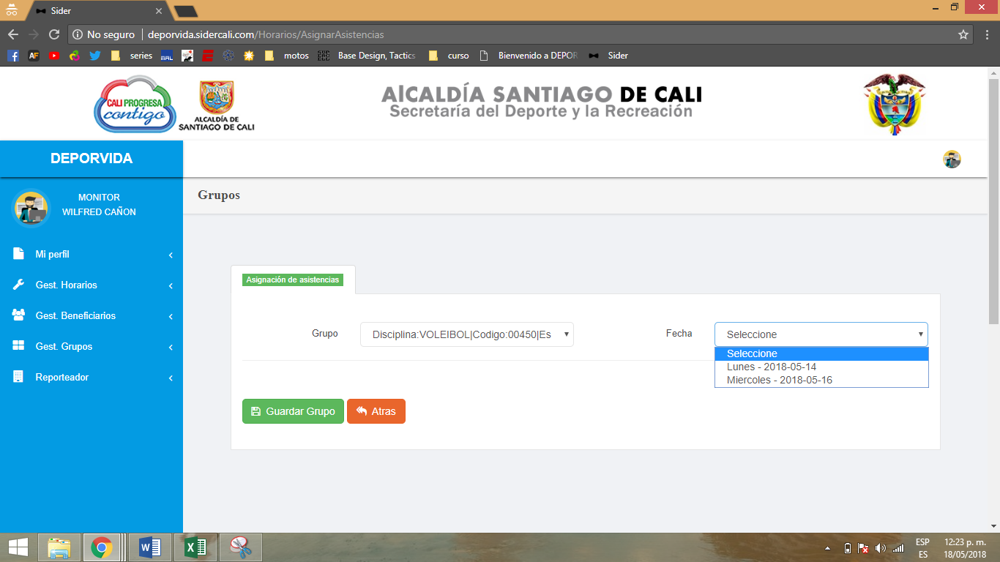 Sider
No seguro
deporvida.sidercali.com/Horarios/AsignarAsistencias
series
MAL
motos
Base Design, Tactics
curso
Bienvenido a DEPOR
Sider
CALI PROGRESA
contigo
ALCALDÍA DE
SANTIAGO DE CALI
AlCALDÍA SANTIAGO DE CALI
Secretaría del Deporte y la Recreación
DEPORVIDA
Grupos
MONITOR
WILFRED CAÑON
Mi perfil
Gest. Horarios
Gest. Beneficiarios
Gest. Grupos
Reporteador
Asignación de asistencias
Grupo
Disciplina:VOLEIBOL|Codigo:00450|Es
Fecha
Seleccione
Seleccione
Lunes - 2018-05-14
Miercoles - 2018-05-16
Guardar Grupo
Atras
ESP
ES
12:23 p. m.
18/05/2018